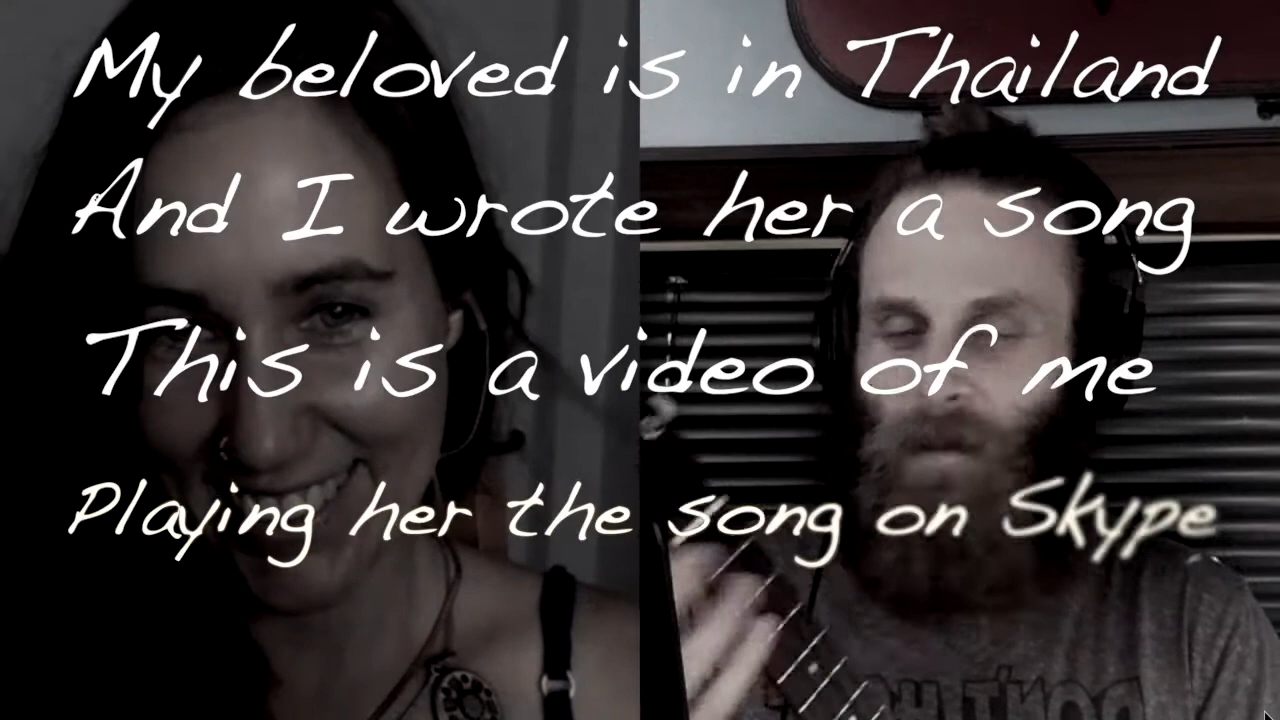 My beloved is in Thailand
And I wrote her a song
This is a video of me
Playing her the song on Skype
DON'T